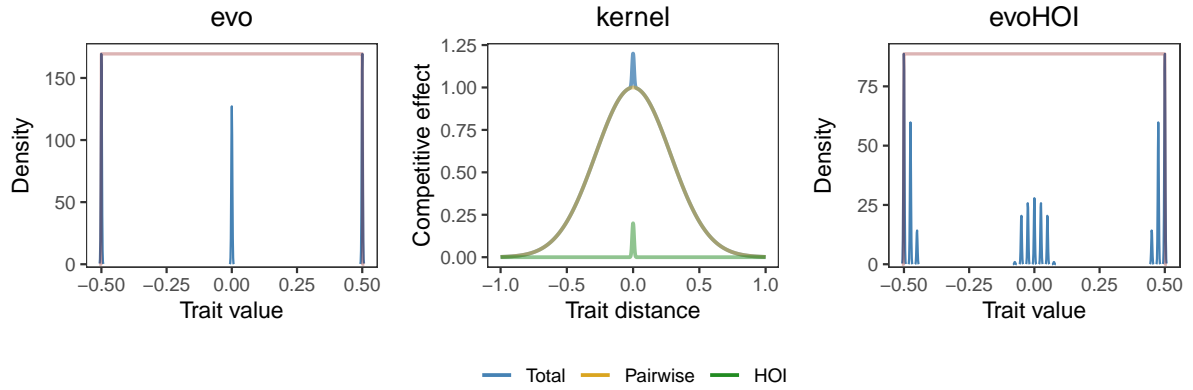 evo
kernel
evoHOI
Density
150
100
50
0
−0.50
−0.25
0.00
0.25
0.50
Trait value
Competitive effect
1.25
1.00
0.75
0.50
0.25
0.00
−1.0
−0.5
0.0
0.5
1.0
Trait distance
Density
75
50
25
0
−0.50
−0.25
0.00
0.25
0.50
Trait value
Total
Pairwise
HOI